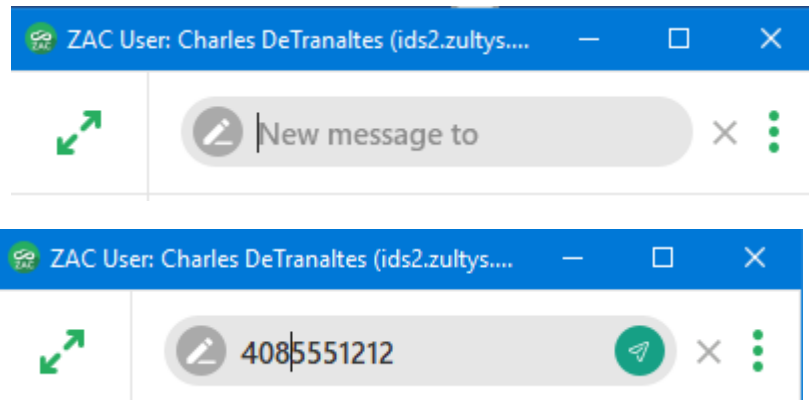 ZAC User: Charles DeTranaltes (ids2.zultys....
New message to
ZAC User: Charles DeTranaltes (ids2.zultys....
4085551212